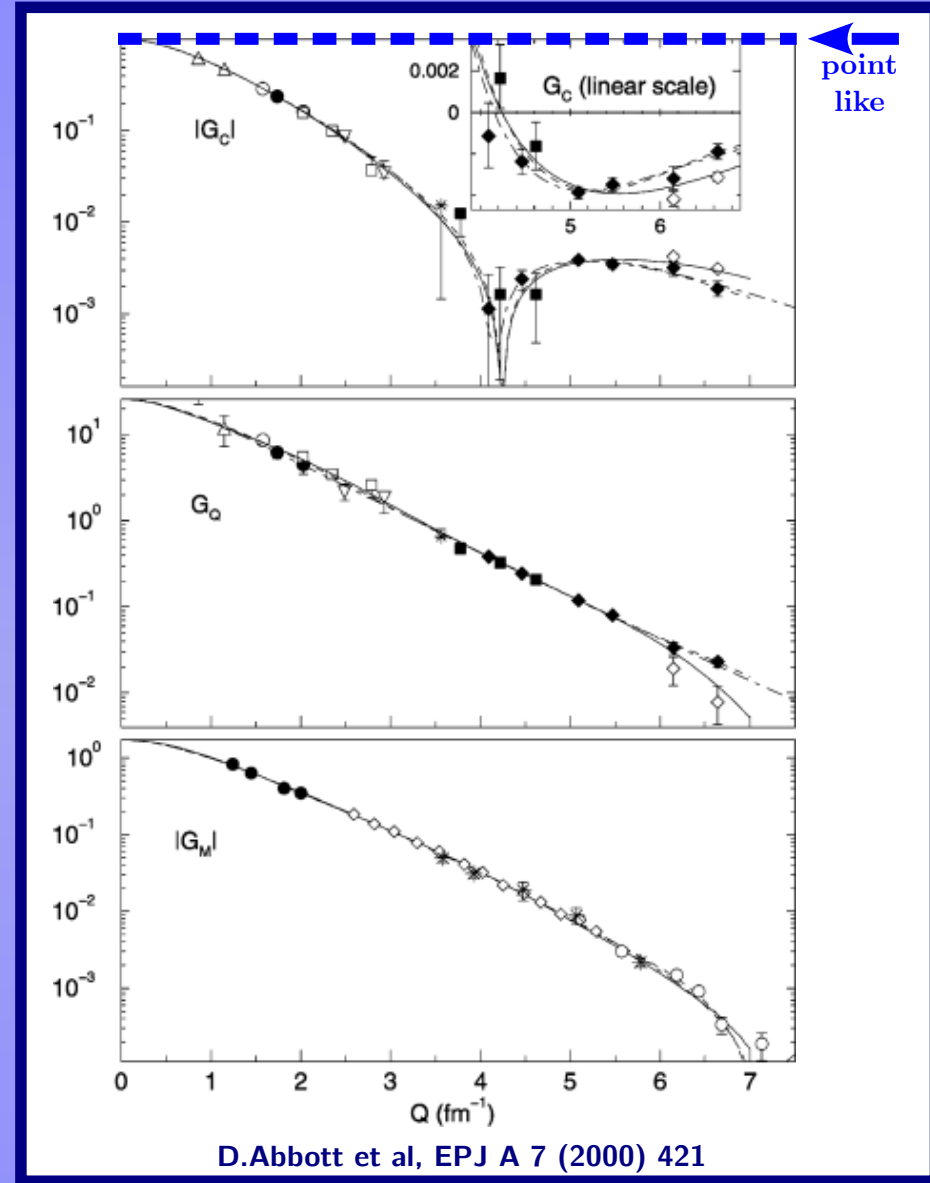 point
like
0.002
0
G_C (linear scale)
5 6
|G_C|
10^-1
10^-2
10^-3
10^1
10^0
10^-1
10^-2
G_Q
10^0
10^-1
10^-2
10^-3
|G_M|
0 1 2 3 4 5 6 7
Q (fm^-1)
D.Abbott et al, EPJ A 7 (2000) 421